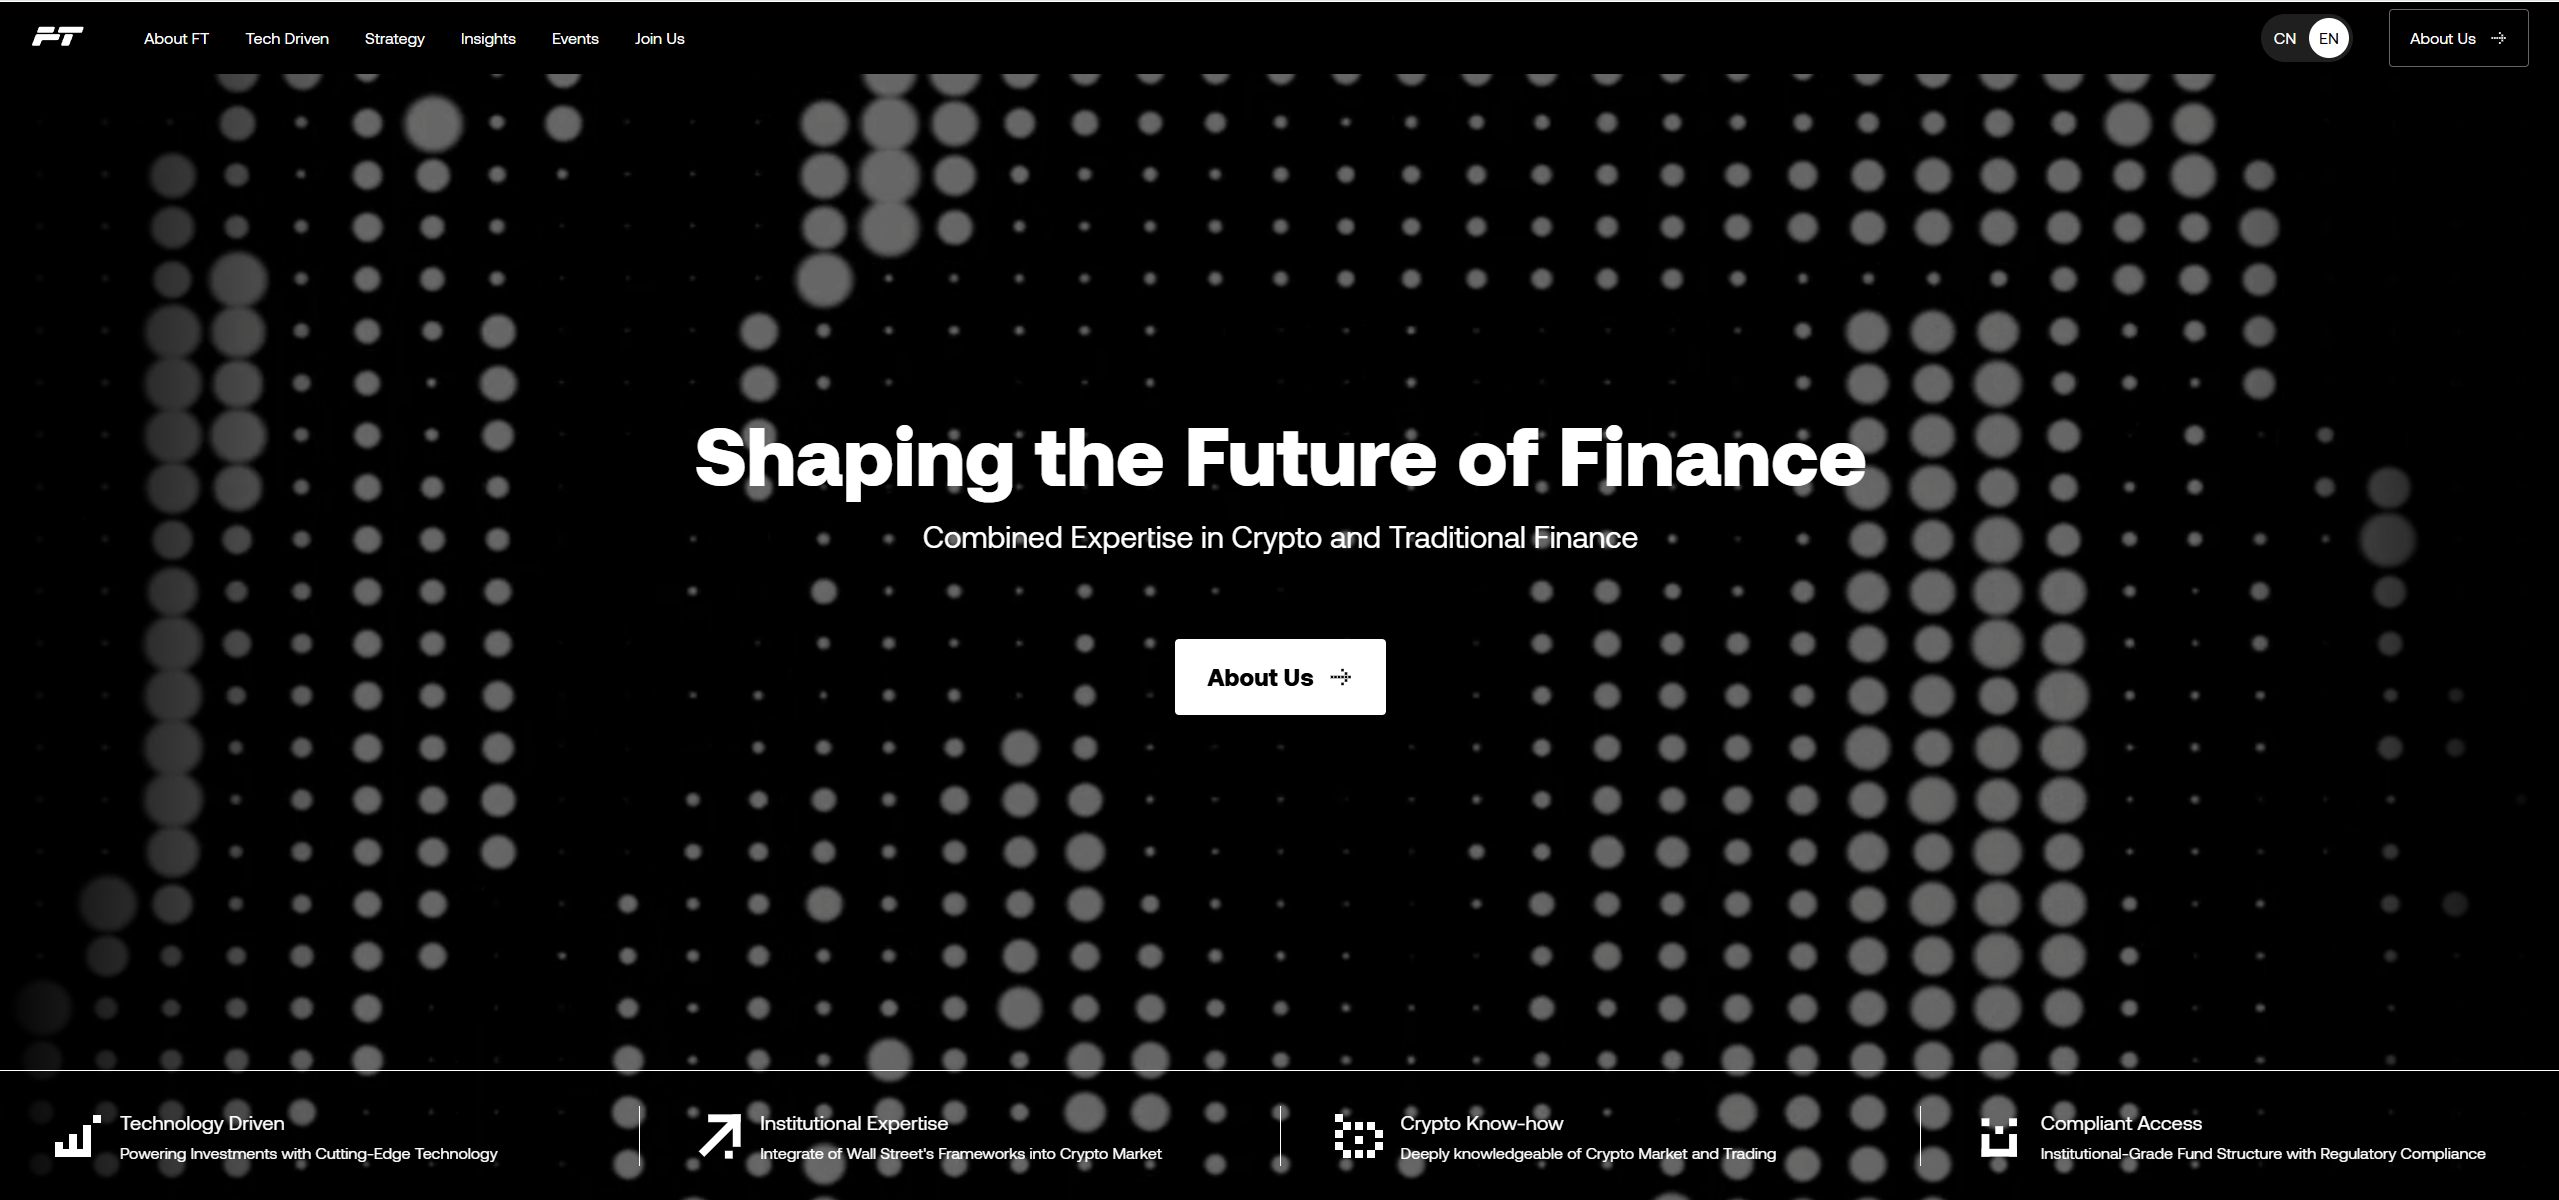 FT
About FT
Tech Driven
Strategy
Insights
Events
Join Us
CN
EN
About Us
Shaping the Future of Finance
Combined Expertise in Crypto and Traditional Finance
About Us
Technology Driven
Powering Investments with Cutting-Edge Technology
Institutional Expertise
Integrate of Wall Street's Frameworks into Crypto Market
Crypto Know-how
Deeply knowledgeable of Crypto Market and Trading
Compliant Access
Institutional-Grade Fund Structure with Regulatory Compliance